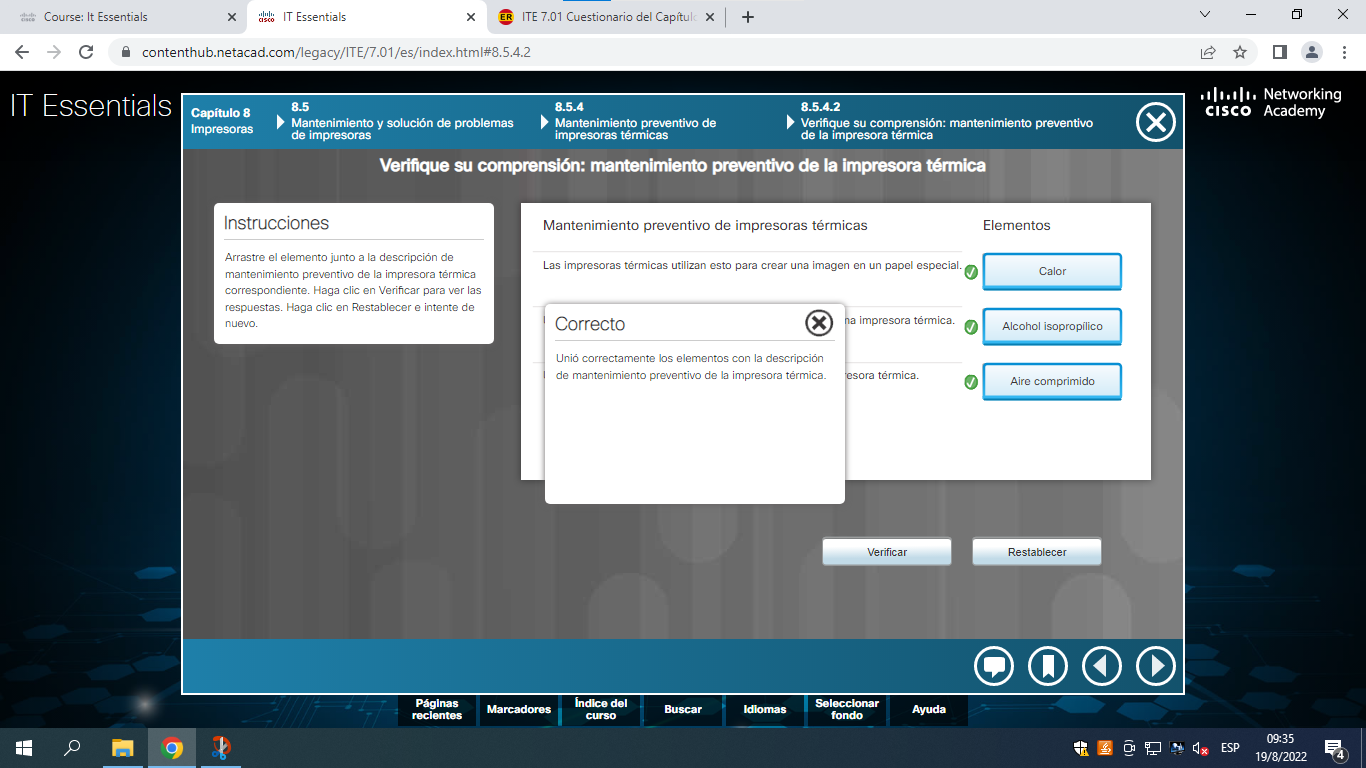 Course: It Essentials
IT Essentials
ITE 7.01 Cuestionario del Capítulo
contenthub.netacad.com/legacy/ITE/7.01/es/index.html#8.5.4.2
IT Essentials
Capítulo 8
Impresoras
8.5
Mantenimiento y solución de problemas
de impresoras
8.5.4
Mantenimiento preventivo de
impresoras térmicas
8.5.4.2
Verifique su comprensión: mantenimiento preventivo
de la impresora térmica
CISCO
Networking
Academy
Verifique su comprensión: mantenimiento preventivo de la impresora térmica
Instrucciones
Arrastre el elemento junto a la descripción de
mantenimiento preventivo de la impresora térmica
correspondiente. Haga clic en Verificar para ver las
respuestas. Haga clic en Restablecer e intente de
nuevo.
Mantenimiento preventivo de impresoras térmicas
Elementos
Las impresoras térmicas utilizan esto para crear una imagen en un papel especial.
Calor
impresora térmica.
Alcohol isopropílico
térmica.
Aire comprimido
Correcto
Unió correctamente los elementos con la descripción
de mantenimiento preventivo de la impresora térmica.
Verificar
Restablecer
Páginas
recientes
Marcadores
Índice del
curso
Buscar
Idiomas
Seleccionar
fondo
Ayuda
ESP
09:35
19/8/2022
4